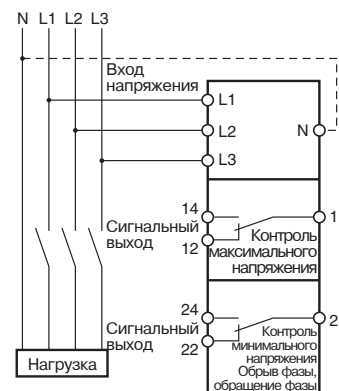 N L1 L2 L3
Вход
напряжения
L1
L2
N
L3
14
1
Сигнальный
выход
12
Контроль
максимального
напряжения
24
2
Сигнальный
выход
22
Контроль
минимального
напряжения
Обрыв фазы,
обращение фазы
Нагрузка